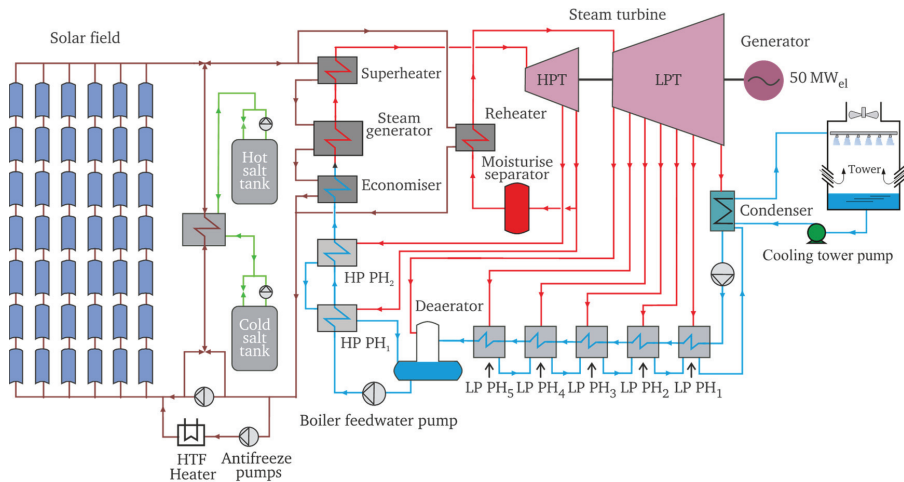 Solar field
Steam turbine
Generator
HPT
LPT
50 MWel
Superheater
Steam
generator
Reheater
Hot
salt
tank
Moisturise
separator
Tower
Economiser
Condenser
Cooling tower pump
HP PH2
Deaerator
Cold
salt
tank
HP PH1
LP PH5
LP PH4
LP PH3
LP PH2
LP PH1
Boiler feedwater pump
HTF
Heater
Antifreeze
pumps